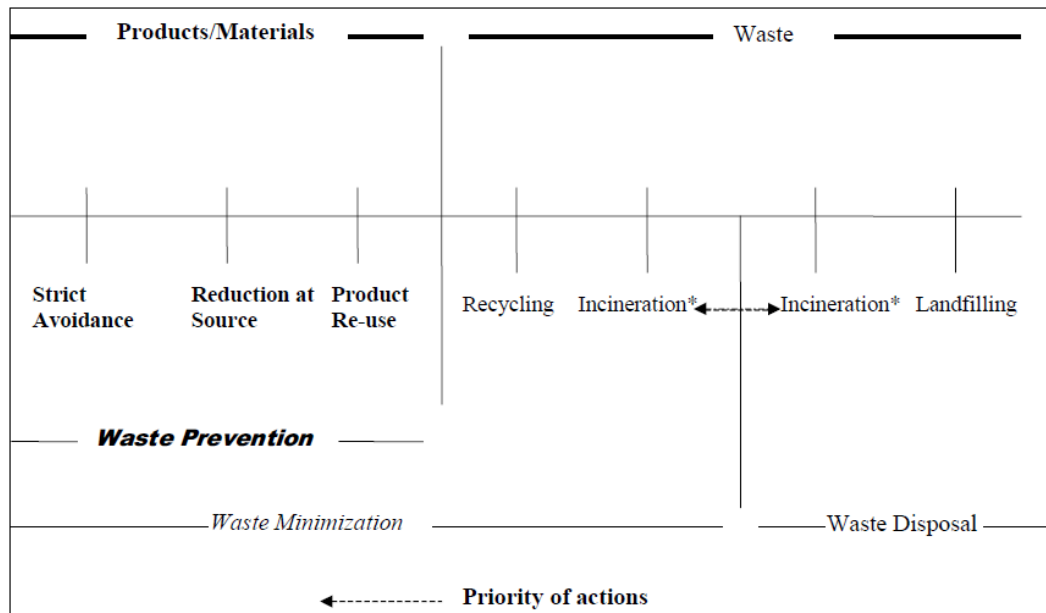 Products/Materials
Waste
Strict
Avoidance
Reduction at
Source
Product
Re-use
Recycling
Incineration*
Incineration*
Landfilling
Waste Prevention
Waste Minimization
Waste Disposal
Priority of actions